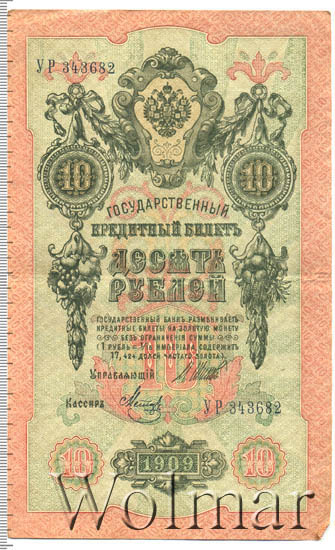 УР 343682
10 10
ГОСУДАРСТВЕННЫЙ
КРЕДИТНЫЙ БИЛЕТЪ
ДЕСЯТЬ
РУБЛЕЙ
ГОСУДАРСТВЕННЫЙ БАНКЪ РАЗМѢНИВАЕТЪ
КРЕДИТНЫЕ БИЛЕТЫ НА ЗОЛОТУЮ МОНЕТУ
БЕЗЪ ОГРАНИЧЕНІЯ СУММЫ
(1 РУБЛЬ = 1/15 ИМПЕРІАЛА, СОДЕРЖИТЪ
17,424 ДОЛЕЙ ЧИСТАГО ЗОЛОТА).
Управляющій
Кассиръ
УР 343682
10 1909 10
Wolmar